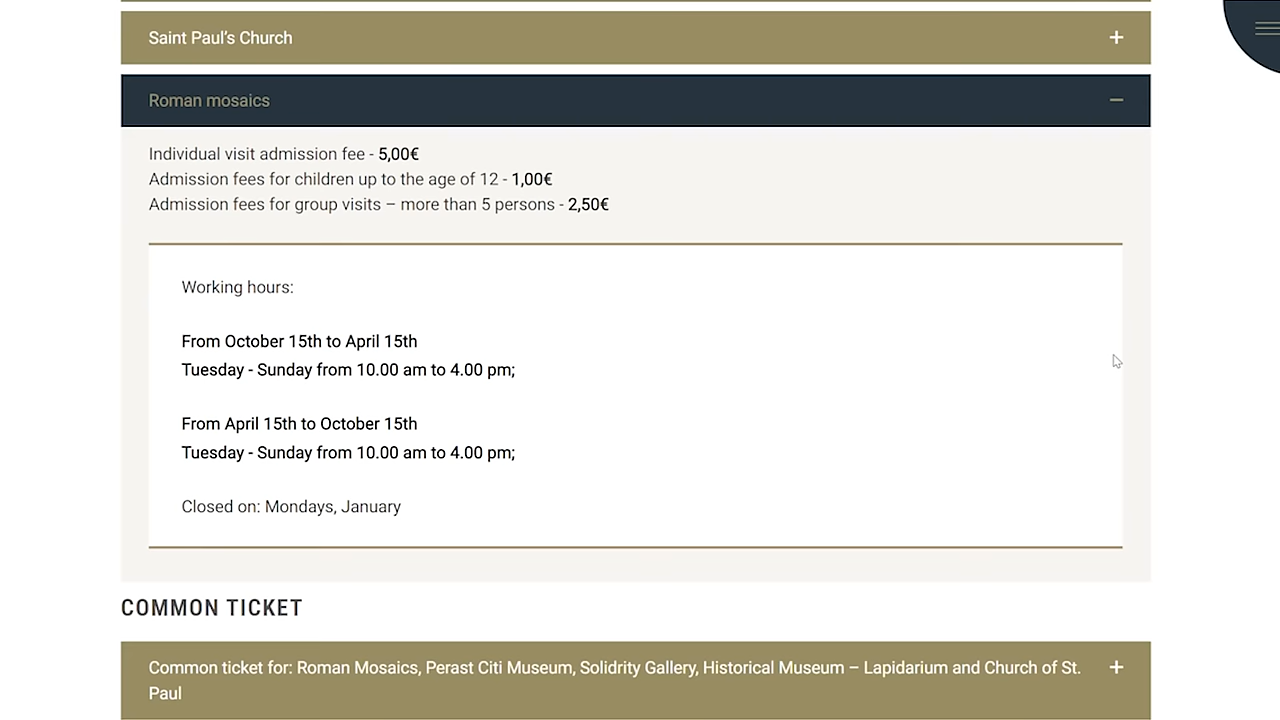 Saint Paul's Church
+
Roman mosaics
–
Individual visit admission fee - 5,00€
Admission fees for children up to the age of 12 - 1,00€
Admission fees for group visits – more than 5 persons - 2,50€
Working hours:
From October 15th to April 15th
Tuesday - Sunday from 10.00 am to 4.00 pm;
From April 15th to October 15th
Tuesday - Sunday from 10.00 am to 4.00 pm;
Closed on: Mondays, January
COMMON TICKET
Common ticket for: Roman Mosaics, Perast Citi Museum, Solidrity Gallery, Historical Museum – Lapidarium and Church of St.
+
Paul